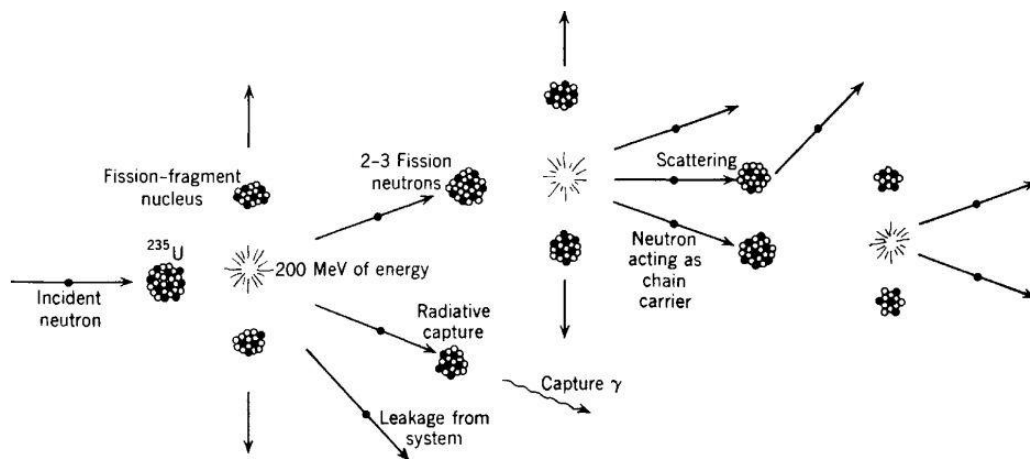 Fission-fragment
nucleus
²³⁵U
Incident
neutron
200 MeV of energy
2-3 Fission
neutrons
Radiative
capture
Leakage from
system
Capture γ
Scattering
Neutron
acting as
chain
carrier